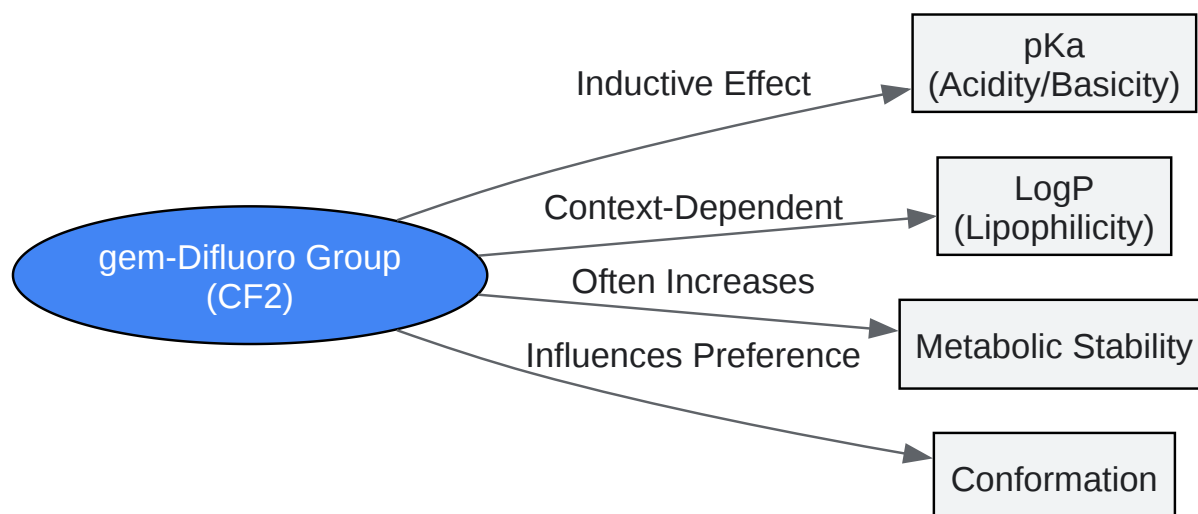 gem-Difluoro Group
(CF2)
Inductive Effect
pKa
(Acidity/Basicity)
Context-Dependent
LogP
(Lipophilicity)
Often Increases
Metabolic Stability
Influences Preference
Conformation